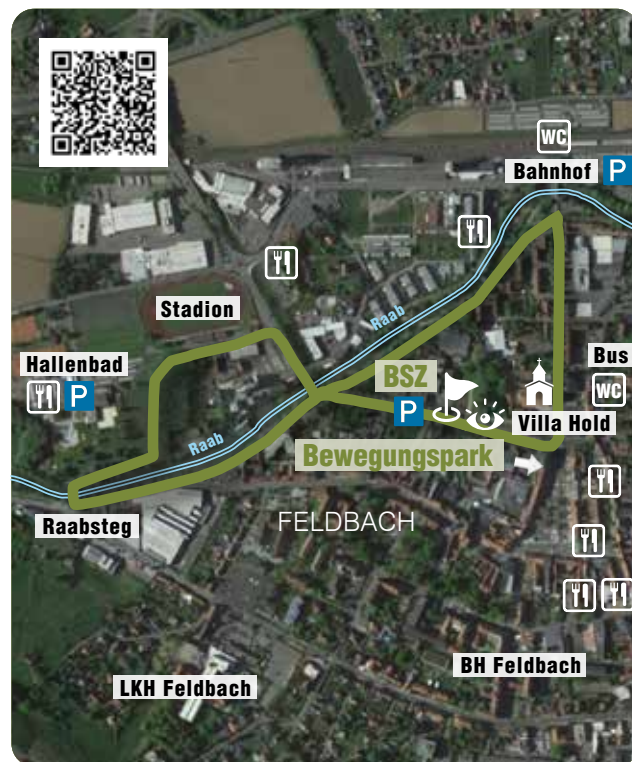 WC
Bahnhof P
Stadion
Raab
Hallenbad
P
BSZ
P
Bus
WC
Villa Hold
Raab
Bewegungspark
Raabsteg
FELDBACH
BH Feldbach
LKH Feldbach